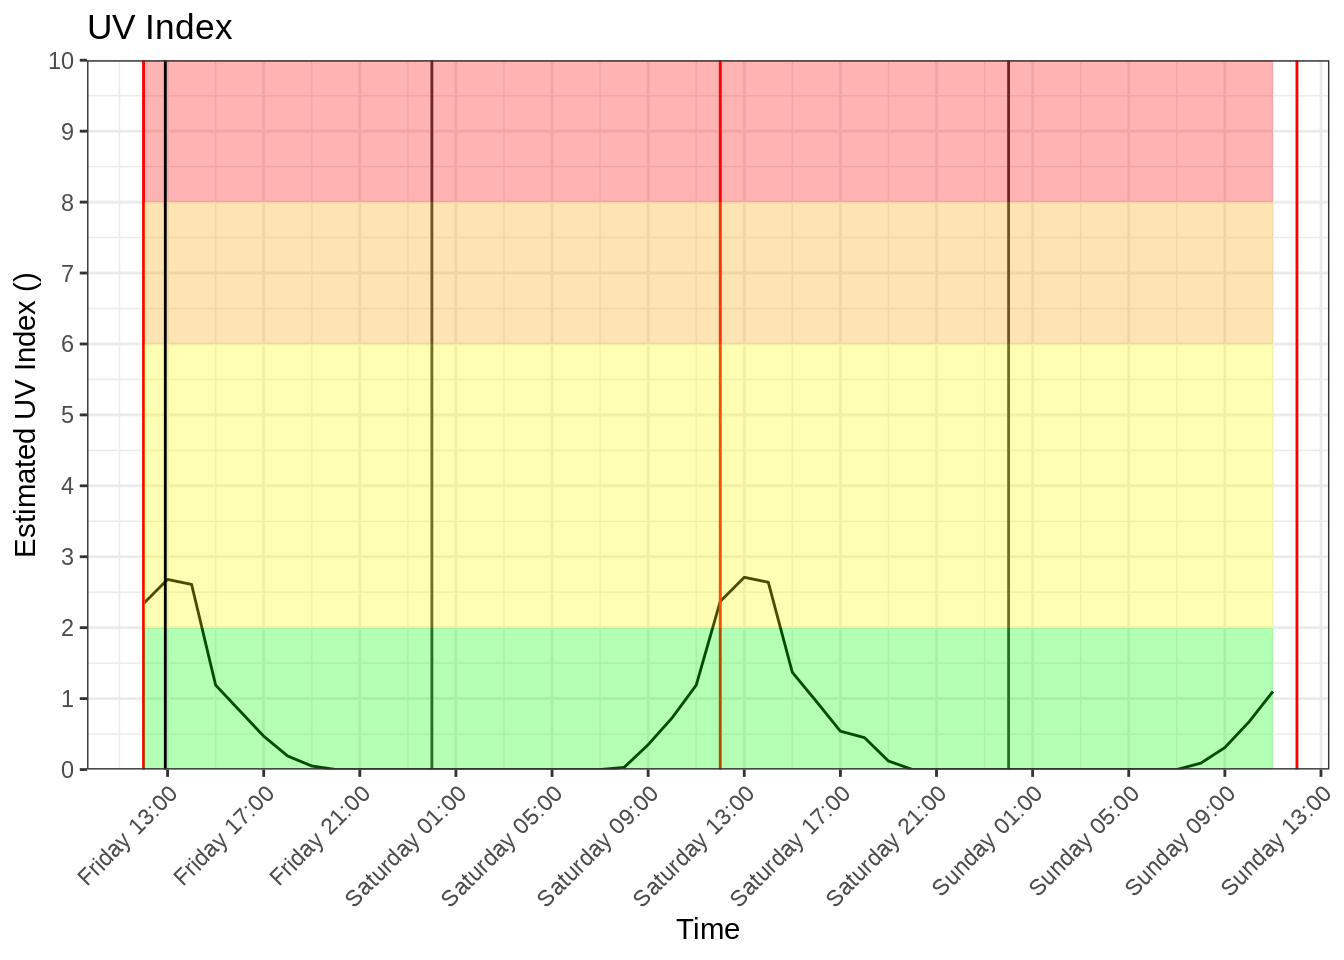 UV Index
Estimated UV Index ()
10
9
8
7
6
5
4
3
2
1
0
Friday 13:00
Friday 17:00
Friday 21:00
Saturday 01:00
Saturday 05:00
Saturday 09:00
Saturday 13:00
Saturday 17:00
Saturday 21:00
Sunday 01:00
Sunday 05:00
Sunday 09:00
Sunday 13:00
Time